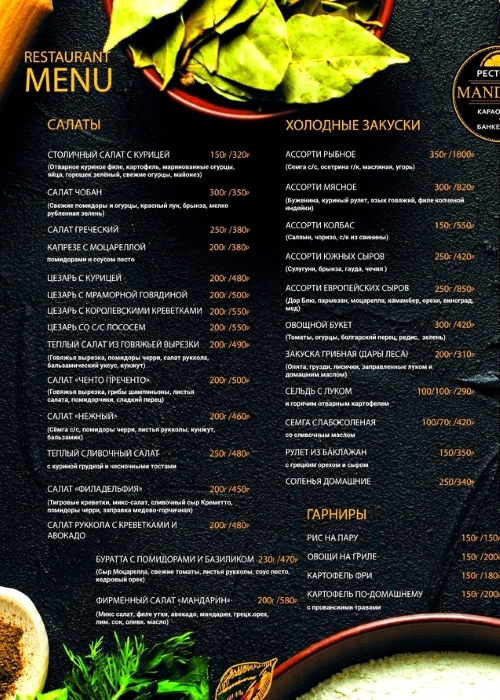 RESTAURANT
MENU
РЕСТ
MAND
КАРАО
БАНКЕ
САЛАТЫ
СТОЛИЧНЫЙ САЛАТ С КУРИЦЕЙ 150г/320₽
(Отварное куриное филе, картофель, маринованные огурцы,
яйца, горошек зелёный, свежие огурцы, майонез)
САЛАТ ЧОБАН 300г/350₽
(Свежие помидоры и огурцы, красный лук, брынза, мелко
рубленная зелень)
САЛАТ ГРЕЧЕСКИЙ 250г/380₽
КАПРЕЗЕ С МОЦАРЕЛЛОЙ 200г/380₽
помидорами и соусом песто
ЦЕЗАРЬ С КУРИЦЕЙ 200г/480₽
ЦЕЗАРЬ С МРАМОРНОЙ ГОВЯДИНОЙ 200г/500₽
ЦЕЗАРЬ С КОРОЛЕВСКИМИ КРЕВЕТКАМИ 200г/550₽
ЦЕЗАРЬ СО С/С ЛОСОСЕМ 200г/550₽
ТЕПЛЫЙ САЛАТ ИЗ ГОВЯЖЬЕЙ ВЫРЕЗКИ 200г/490₽
(Говяжья вырезка, помидоры черри, салат руккола,
бальзамический уксус, кунжут)
САЛАТ «ЧЕНТО ПРЕЧЕНТО» 200г/500₽
(Говяжья вырезка, грибы шампиньоны, листья
салата, помидорчики, сладкий перец)
САЛАТ «НЕЖНЫЙ» 200г/460₽
(Сёмга с/с, помидоры черри, листья рукколы, кунжут,
бальзамик)
ТЕПЛЫЙ СЛИВОЧНЫЙ САЛАТ 250г/480₽
с куриной грудкой и чесночными тостами
САЛАТ «ФИЛАДЕЛЬФИЯ» 200г/450₽
(Тигровые креветки, микс-салат, сливочный сыр Креметто,
помидоры черри, заправка медово-горчичная)
САЛАТ РУККОЛА С КРЕВЕТКАМИ И 200г/480₽
АВОКАДО
БУРАТТА С ПОМИДОРАМИ И БАЗИЛИКОМ 230г/470₽
(Сыр Моцарелла, свежие томаты, листья рукколы, соус песто,
кедровый орех)
ФИРМЕННЫЙ САЛАТ «МАНДАРИН» 200г/580₽
(Микс салат, филе утки, авокадо, мандарин, грецк.орех,
лим. сок, оливк. масло)
ХОЛОДНЫЕ ЗАКУСКИ
АССОРТИ РЫБНОЕ 350г/1800₽
(Семга с/с, осетрина г/к, масляная, угорь)
АССОРТИ МЯСНОЕ 300г/820₽
(Буженина, куриный рулет, язык говяжий, филе копченой
индейки)
АССОРТИ КОЛБАС 150г/550₽
(Салями, чоризо, с/к из свинины)
АССОРТИ ЮЖНЫХ СЫРОВ 250г/420₽
(Сулугуни, брынза, гауда, чечил )
АССОРТИ ЕВРОПЕЙСКИХ СЫРОВ 250г/850₽
(Дор Блю, пармезан, моцарелла, камамбер, орехи, виноград,
мед)
ОВОЩНОЙ БУКЕТ 300г/420₽
(Томаты, огурцы, болгарский перец, редис, зелень)
ЗАКУСКА ГРИБНАЯ (ДАРЫ ЛЕСА) 200г/310₽
(Опята, грузди, лисички, заправленные луком и
домашним маслом)
СЕЛЬДЬ С ЛУКОМ 100/100г/290₽
и горячим отварным картофелем
СЕМГА СЛАБОСОЛЕНАЯ 100/70г/420₽
со сливочным маслом
РУЛЕТ ИЗ БАКЛАЖАН 150/350₽
с грецким орехом и сыром
СОЛЕНЬЯ ДОМАШНИЕ 250/340₽
ГАРНИРЫ
РИС НА ПАРУ 150г/150
ОВОЩИ НА ГРИЛЕ 150г/200
КАРТОФЕЛЬ ФРИ 150г/180
КАРТОФЕЛЬ ПО-ДОМАШНЕМУ 150г/200
с прованскими травами